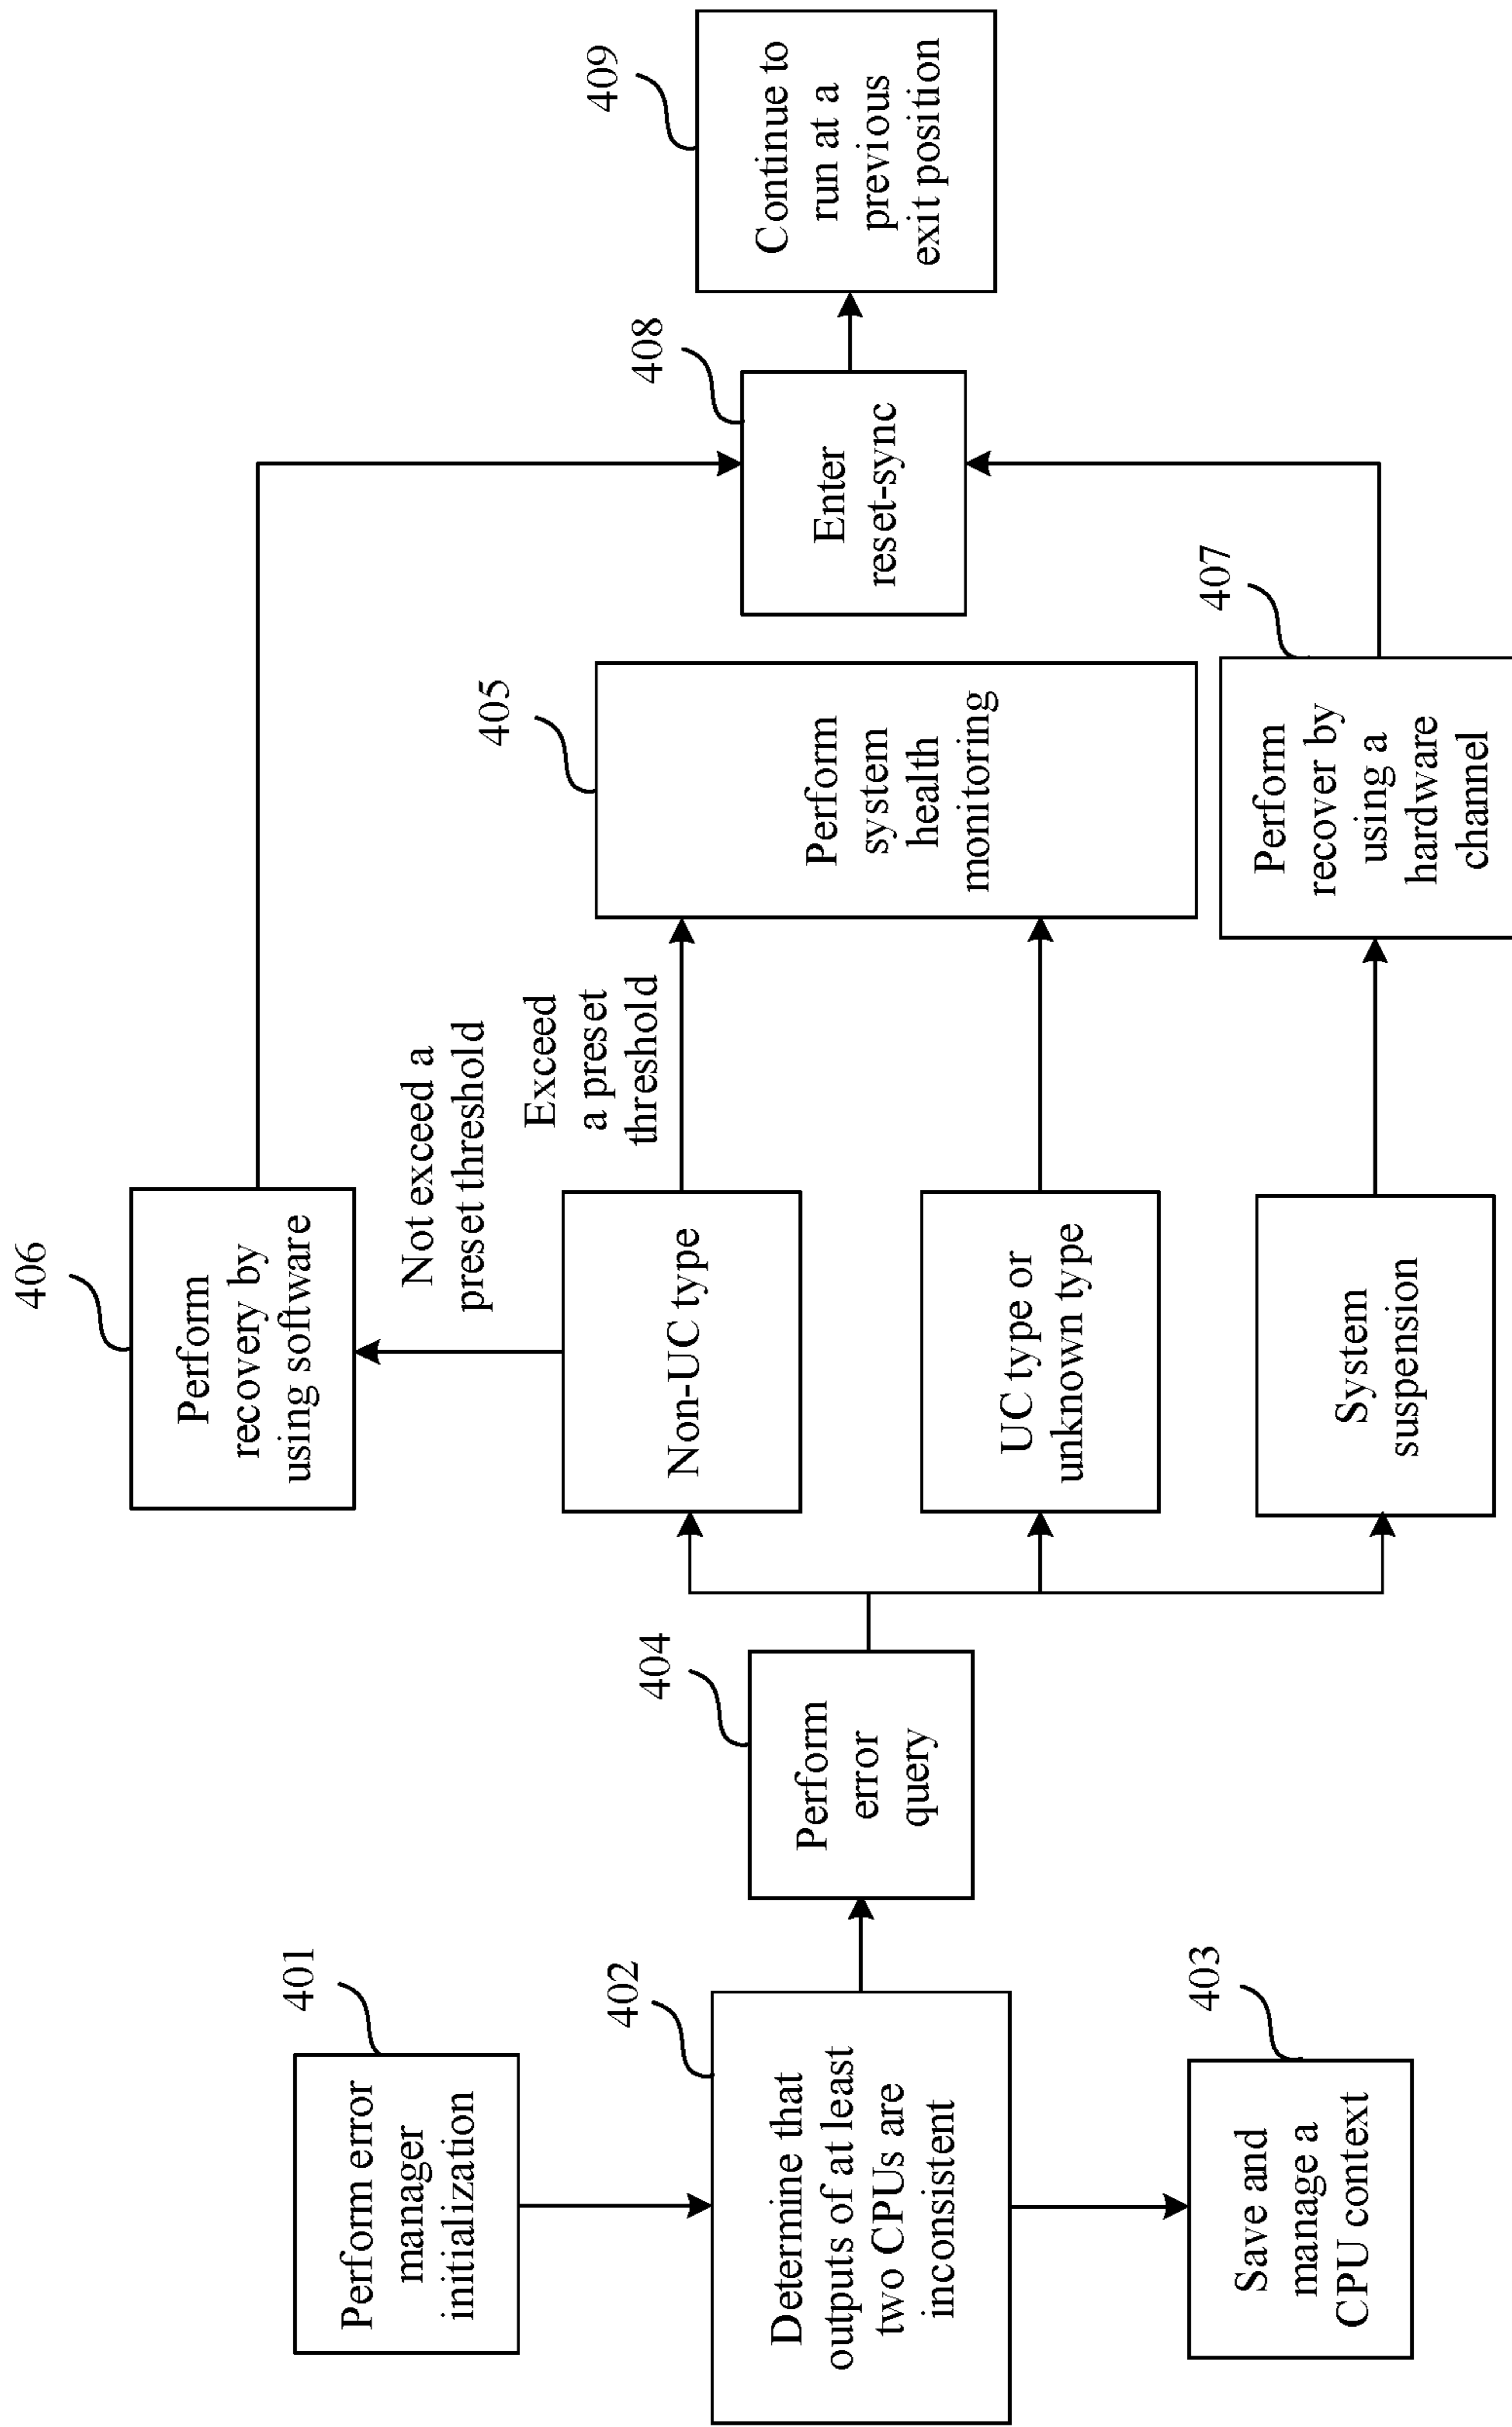 401
Perform error
manager
initialization
402
Determine that
outputs of at least
two CPUs are
inconsistent
403
Save and
manage a
CPU context
404
Perform
error
query
406
Perform
recovery by
using software
Not exceed a
preset threshold
Non-UC type
Exceed
a preset
threshold
UC type or
unknown type
System
suspension
405
Perform
system
health
monitoring
407
Perform
recover by
using a
hardware
channel
408
Enter
reset-sync
409
Continue to
run at a
previous
exit position